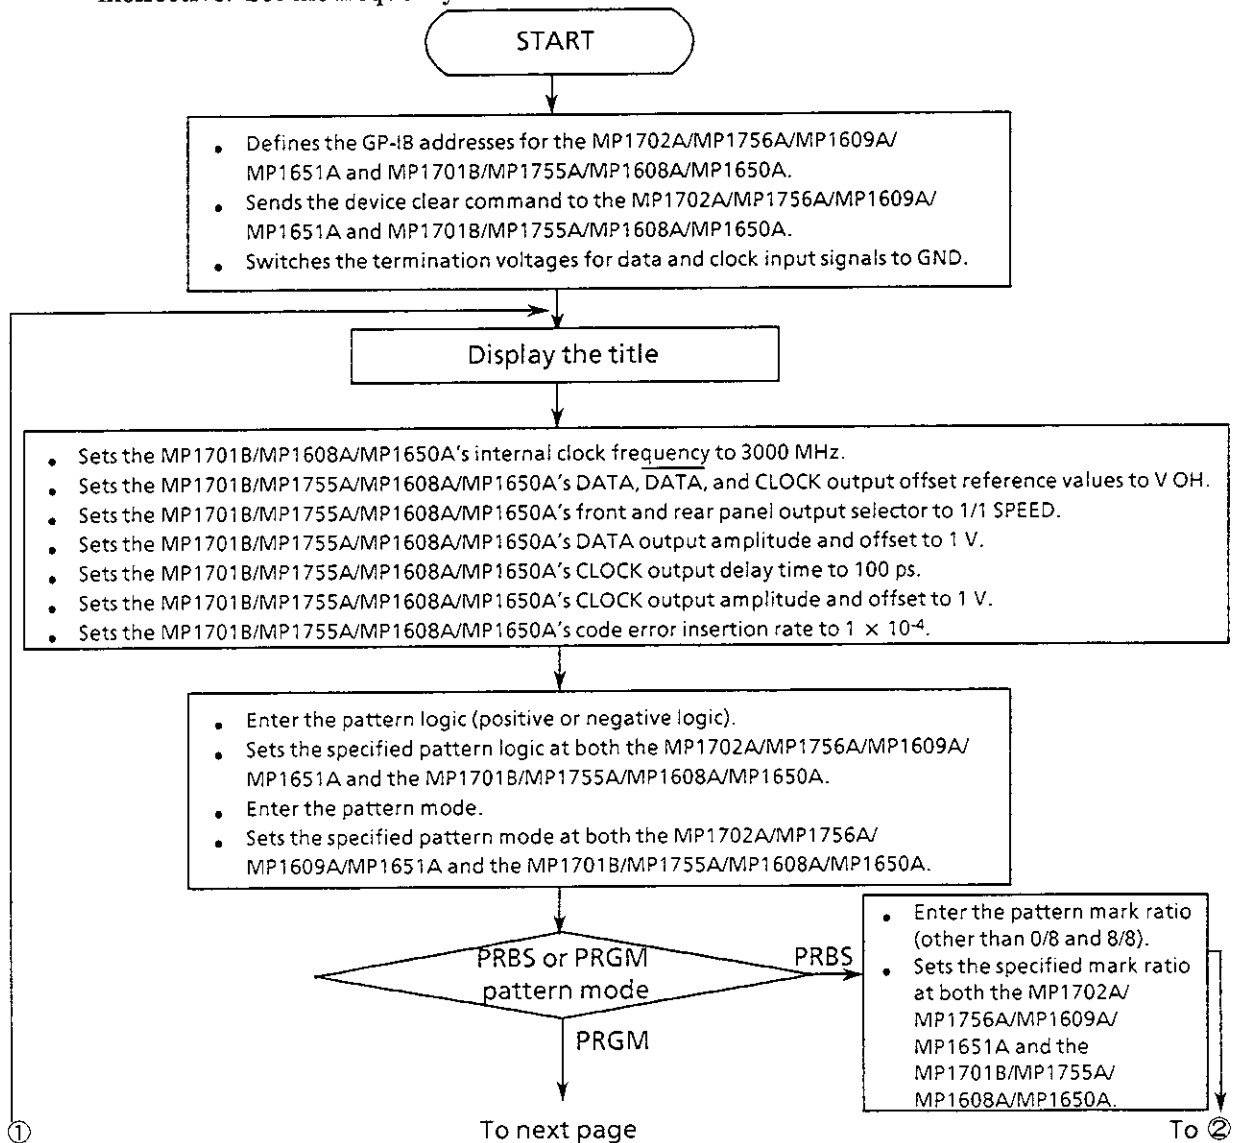 START
• Defines the GP-IB addresses for the MP1702A/MP1756A/MP1609A/
MP1651A and MP1701B/MP1755A/MP1608A/MP1650A.
• Sends the device clear command to the MP1702A/MP1756A/MP1609A/
MP1651A and MP1701B/MP1755A/MP1608A/MP1650A.
• Switches the termination voltages for data and clock input signals to GND.
Display the title
• Sets the MP1701B/MP1608A/MP1650A's internal clock frequency to 3000 MHz.
• Sets the MP1701B/MP1755A/MP1608A/MP1650A's DATA, D̅A̅T̅A̅, and CLOCK output offset reference values to V OH.
• Sets the MP1701B/MP1755A/MP1608A/MP1650A's front and rear panel output selector to 1/1 SPEED.
• Sets the MP1701B/MP1755A/MP1608A/MP1650A's DATA output amplitude and offset to 1 V.
• Sets the MP1701B/MP1755A/MP1608A/MP1650A's CLOCK output delay time to 100 ps.
• Sets the MP1701B/MP1755A/MP1608A/MP1650A's CLOCK output amplitude and offset to 1 V.
• Sets the MP1701B/MP1755A/MP1608A/MP1650A's code error insertion rate to 1 × 10⁻⁴.
• Enter the pattern logic (positive or negative logic).
• Sets the specified pattern logic at both the MP1702A/MP1756A/MP1609A/
MP1651A and the MP1701B/MP1755A/MP1608A/MP1650A.
• Enter the pattern mode.
• Sets the specified pattern mode at both the MP1702A/MP1756A/
MP1609A/MP1651A and the MP1701B/MP1755A/MP1608A/MP1650A.
PRBS or PRGM
pattern mode
PRBS
• Enter the pattern mark ratio
(other than 0/8 and 8/8).
• Sets the specified mark ratio
at both the MP1702A/
MP1756A/MP1609A/
MP1651A and the
MP1701B/MP1755A/
MP1608A/MP1650A.
PRGM
①
To next page
To ②